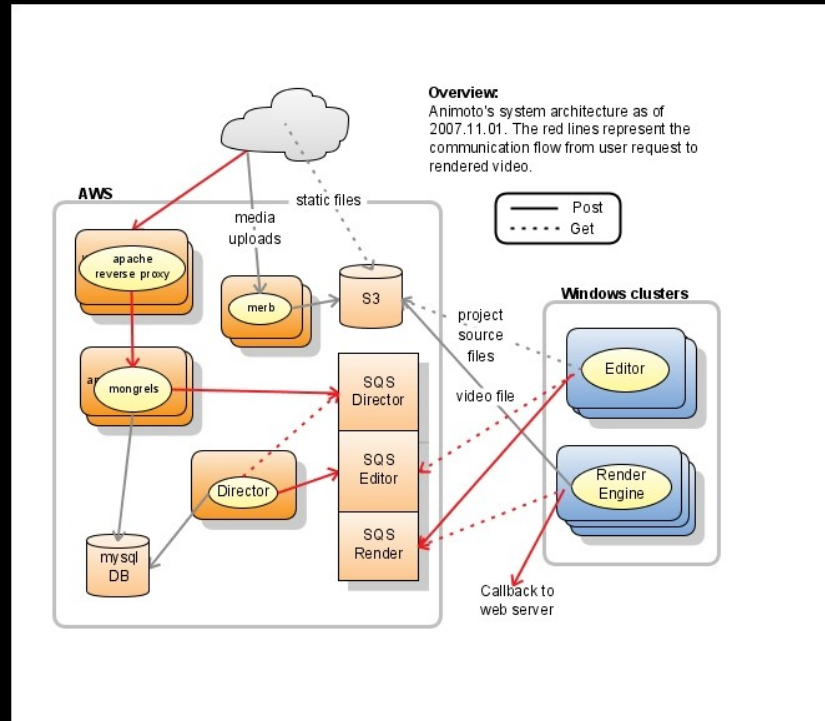 Overview:
Animoto's system architecture as of
2007.11.01. The red lines represent the
communication flow from user request to
rendered video.
AWS
static files
Post
Get
media
uploads
apache
reverse proxy
merb
S3
Windows clusters
project
source
files
Editor
mongrels
SQS
Director
video file
SQS
Editor
Director
Render
Engine
SQS
Render
mysql
DB
Callback to
web server